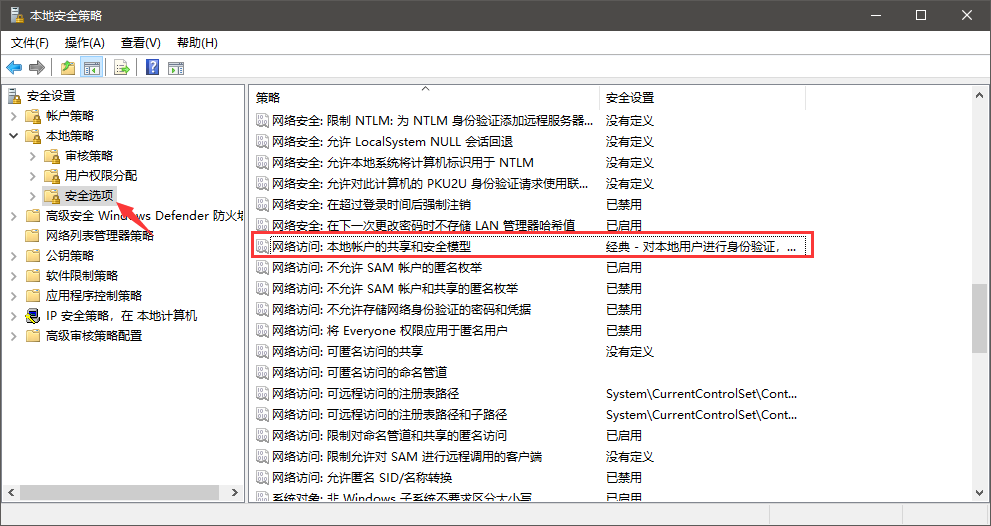 本地安全策略
文件(F) 操作(A) 查看(V) 帮助(H)
安全设置
帐户策略
本地策略
审核策略
用户权限分配
安全选项
高级安全 Windows Defender 防火墙
网络列表管理器策略
公钥策略
软件限制策略
应用程序控制策略
IP 安全策略，在 本地计算机
高级审核策略配置
策略 安全设置
网络安全: 限制 NTLM: 为 NTLM 身份验证添加远程服务器... 没有定义
网络安全: 允许 LocalSystem NULL 会话回退 没有定义
网络安全: 允许本地系统将计算机标识用于 NTLM 没有定义
网络安全: 允许对此计算机的 PKU2U 身份验证请求使用联... 没有定义
网络安全: 在超过登录时间后强制注销 已禁用
网络安全: 在下一次更改密码时不存储 LAN 管理器哈希值 已启用
网络访问: 本地帐户的共享和安全模型 经典 - 对本地用户进行身份验证，...
网络访问: 不允许 SAM 帐户的匿名枚举 已启用
网络访问: 不允许 SAM 帐户和共享的匿名枚举 已禁用
网络访问: 不允许存储网络身份验证的密码和凭据 已禁用
网络访问: 将 Everyone 权限应用于匿名用户 已禁用
网络访问: 可匿名访问的共享 没有定义
网络访问: 可匿名访问的命名管道
网络访问: 可远程访问的注册表路径 System\CurrentControlSet\Cont...
网络访问: 可远程访问的注册表路径和子路径 System\CurrentControlSet\Cont...
网络访问: 限制对命名管道和共享的匿名访问 已启用
网络访问: 限制允许对 SAM 进行远程调用的客户端 没有定义
网络访问: 允许匿名 SID/名称转换 已禁用
系统对象: 非 Windows 子系统不要求区分大小写 已启用